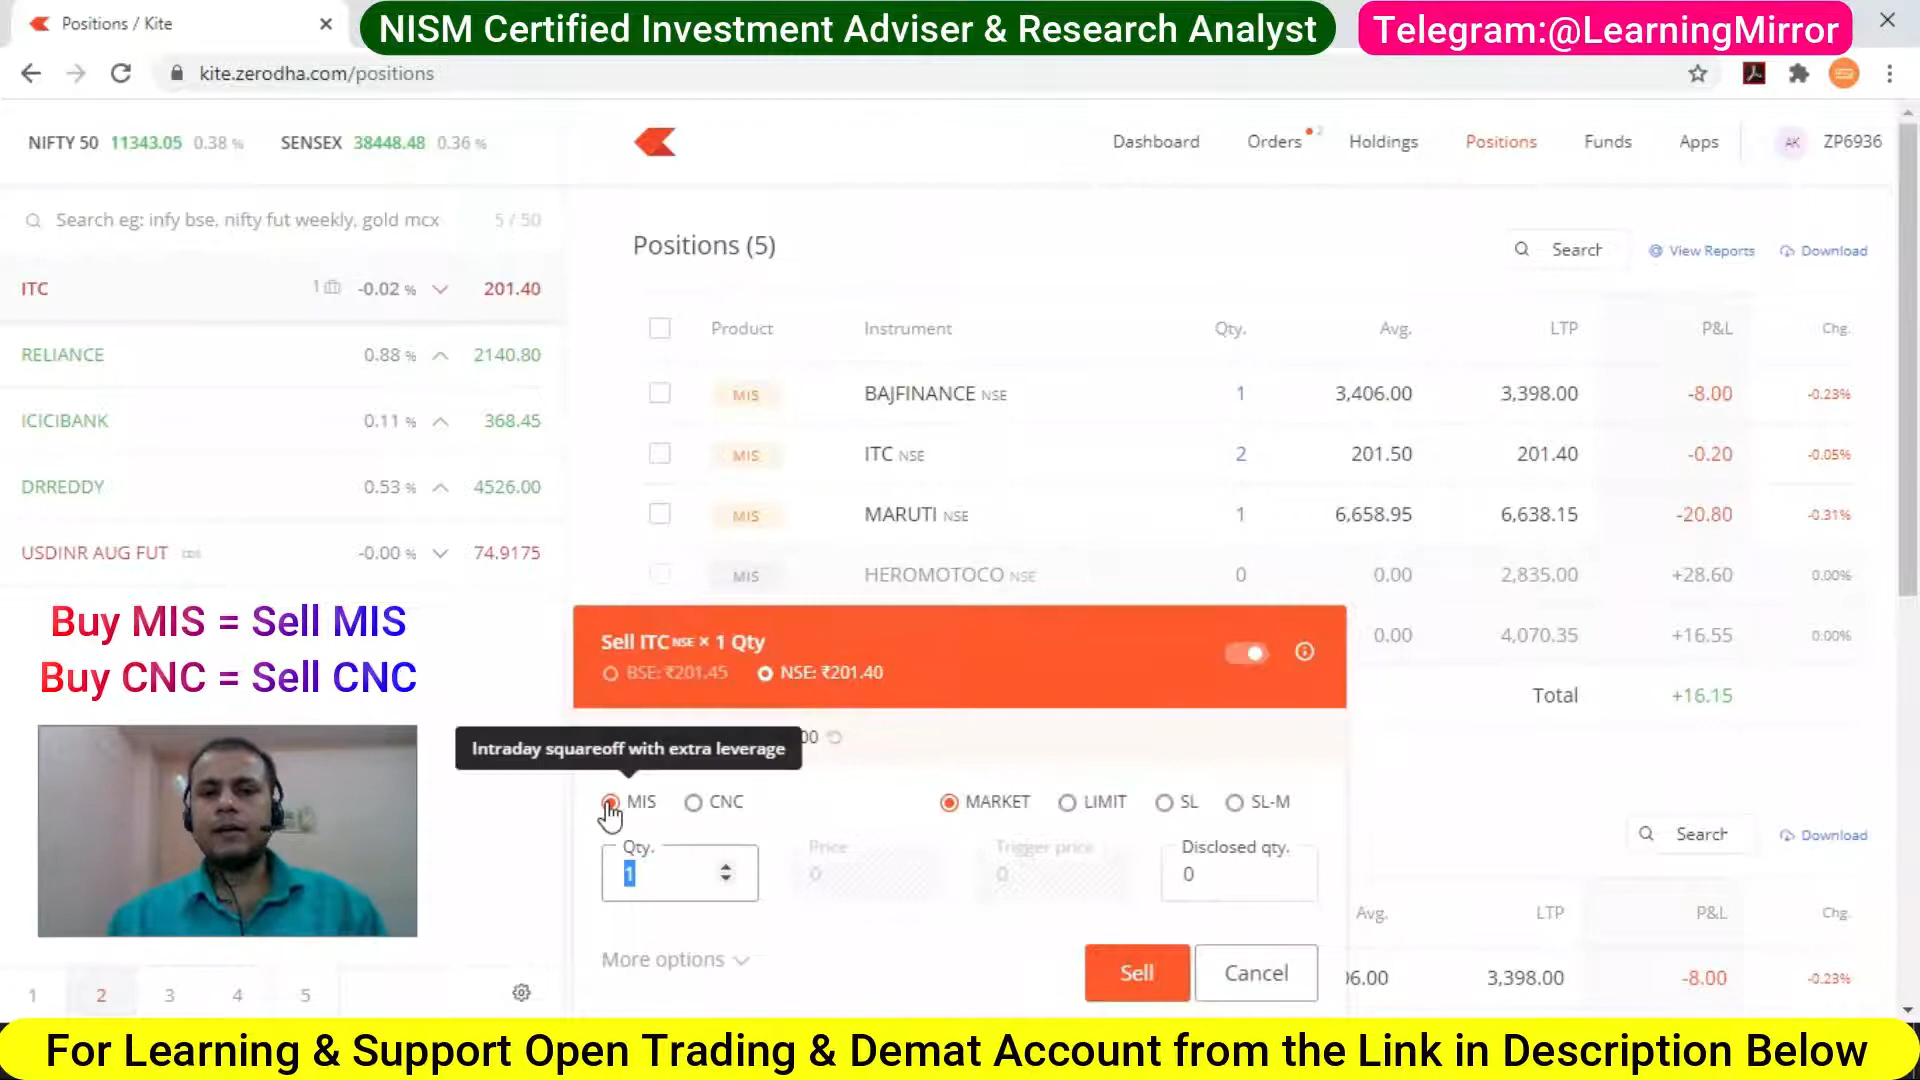 Positions / Kite
NISM Certified Investment Adviser & Research Analyst
Telegram:@LearningMirror
kite.zerodha.com/positions
NIFTY 50 11343.05 0.38 %
SENSEX 38448.48 0.36 %
Dashboard
Orders 2
Holdings
Positions
Funds
Apps
AK
ZP6936
Search eg: infy bse, nifty fut weekly, gold mcx
5 / 50
ITC 1 -0.02 % 201.40
RELIANCE 0.88 % 2140.80
ICICIBANK 0.11 % 368.45
DRREDDY 0.53 % 4526.00
USDINR AUG FUT CDS -0.00 % 74.9175
Positions (5)
Search
View Reports
Download
Product Instrument Qty. Avg. LTP P&L Chg.
MIS BAJFINANCE NSE 1 3,406.00 3,398.00 -8.00 -0.23%
MIS ITC NSE 2 201.50 201.40 -0.20 -0.05%
MIS MARUTI NSE 1 6,658.95 6,638.15 -20.80 -0.31%
MIS HEROMOTOCO NSE 0 0.00 2,835.00 +28.60 0.00%
0.00 4,070.35 +16.55 0.00%
Total +16.15
Buy MIS = Sell MIS
Buy CNC = Sell CNC
Sell ITC NSE × 1 Qty
BSE: ₹201.45 NSE: ₹201.40
Intraday squareoff with extra leverage
00
MIS CNC
MARKET LIMIT SL SL-M
Qty. Price Trigger price Disclosed qty.
1 0 0 0
More options
Sell
Cancel
Search
Download
Avg. LTP P&L Chg.
06.00 3,398.00 -8.00 -0.23%
1 2 3 4 5
For Learning & Support Open Trading & Demat Account from the Link in Description Below